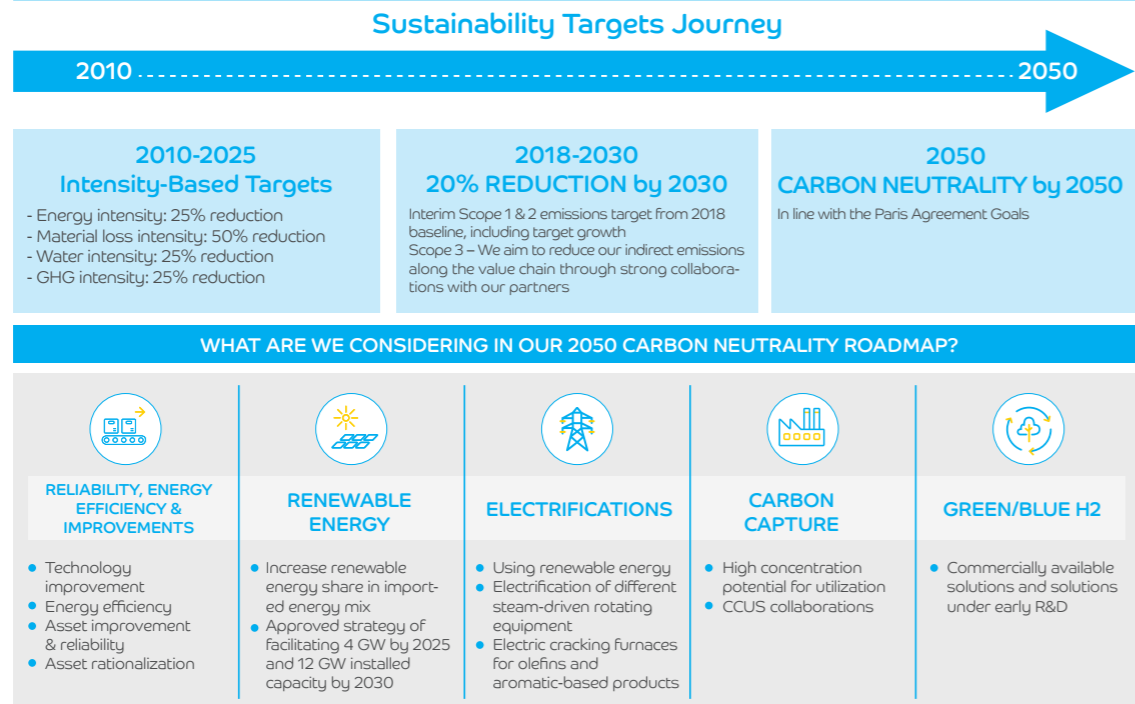 Sustainability Targets Journey
2010
2050
2010-2025
Intensity-Based Targets
- Energy intensity: 25% reduction
- Material loss intensity: 50% reduction
- Water intensity: 25% reduction
- GHG intensity: 25% reduction
2018-2030
20% REDUCTION by 2030
Interim Scope 1 & 2 emissions target from 2018
baseline, including target growth
Scope 3 – We aim to reduce our indirect emissions
along the value chain through strong collabora-
tions with our partners
2050
CARBON NEUTRALITY by 2050
In line with the Paris Agreement Goals
WHAT ARE WE CONSIDERING IN OUR 2050 CARBON NEUTRALITY ROADMAP?
RELIABILITY, ENERGY
EFFICIENCY &
IMPROVEMENTS
● Technology
improvement
● Energy efficiency
● Asset improvement
& reliability
● Asset rationalization
RENEWABLE
ENERGY
● Increase renewable
energy share in import-
ed energy mix
● Approved strategy of
facilitating 4 GW by 2025
and 12 GW installed
capacity by 2030
ELECTRIFICATIONS
● Using renewable energy
● Electrification of different
steam-driven rotating
equipment
● Electric cracking furnaces
for olefins and
aromatic-based products
CARBON
CAPTURE
● High concentration
potential for utilization
● CCUS collaborations
GREEN/BLUE H2
● Commercially available
solutions and solutions
under early R&D